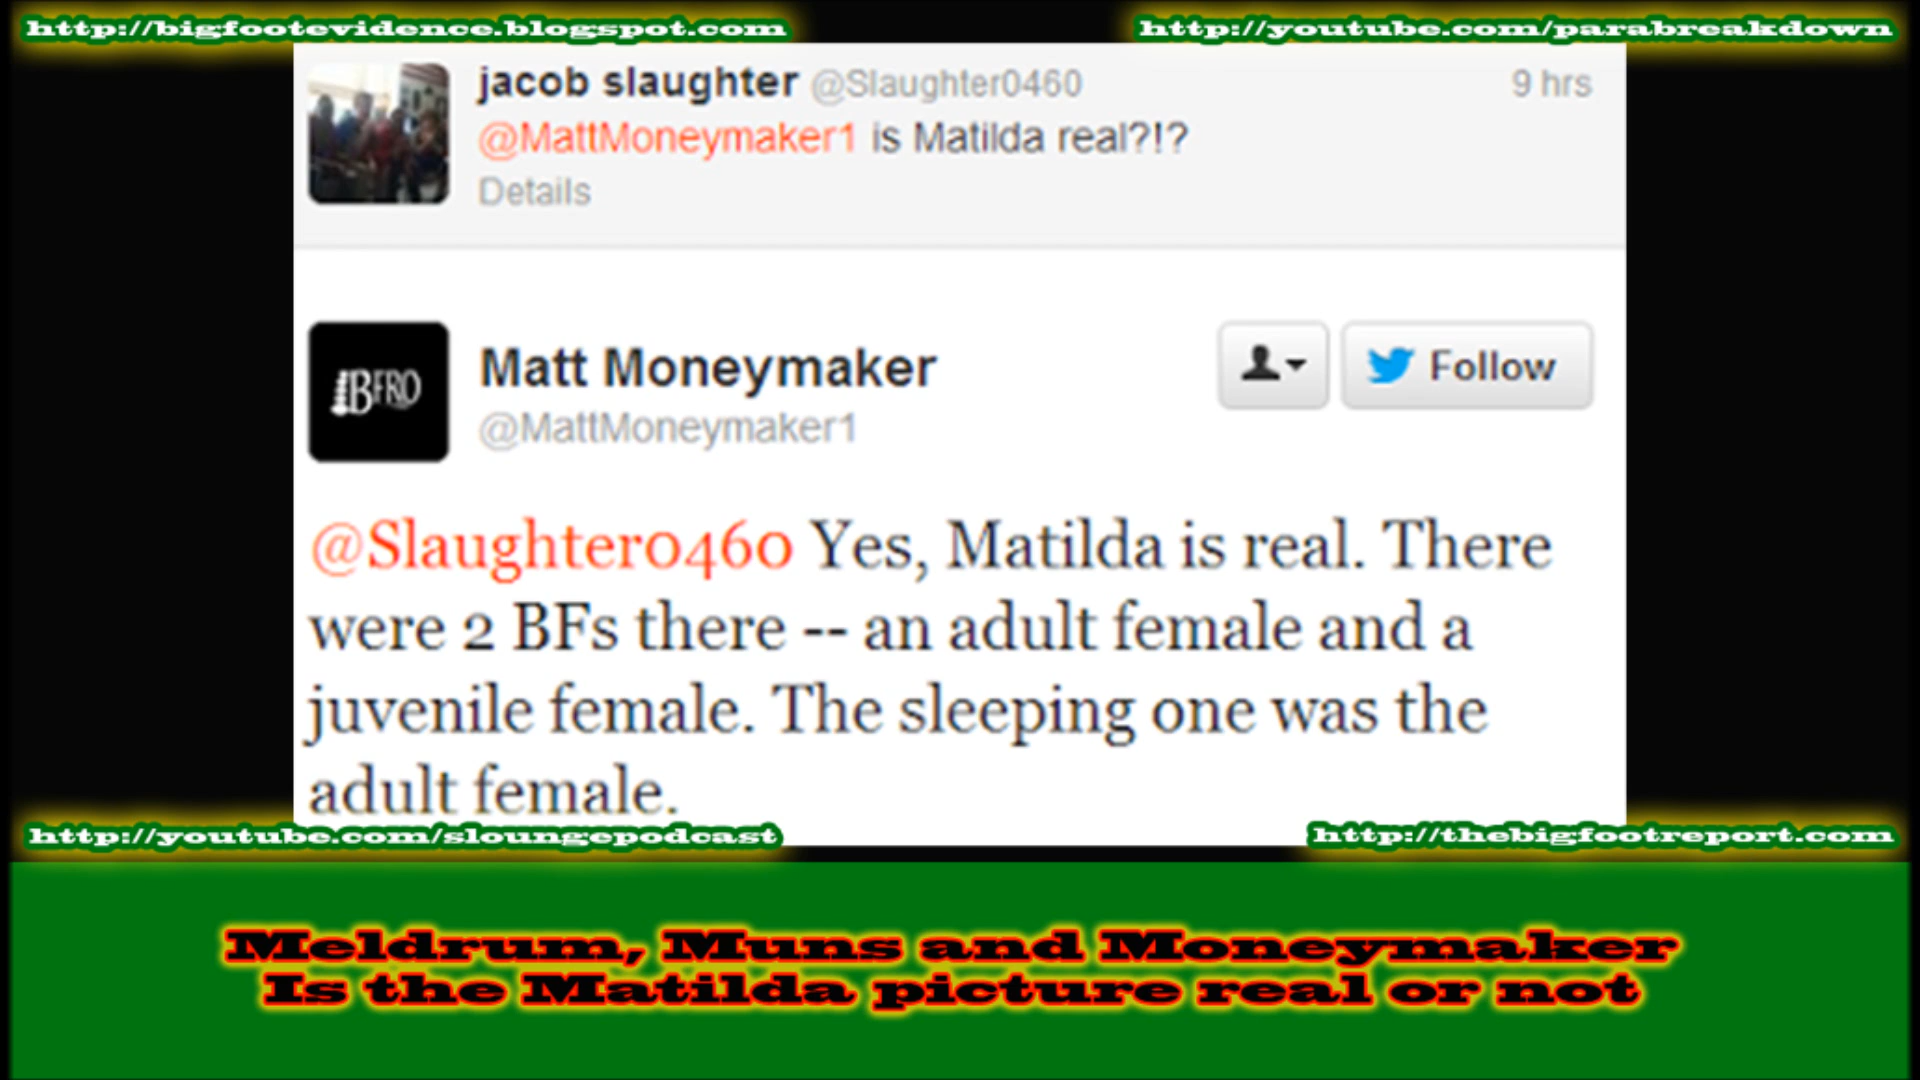 http://bigfootevidence.blogspot.com
http://youtube.com/parabreakdown
jacob slaughter @Slaughter0460 9 hrs
@MattMoneymaker1 is Matilda real?!?
Details
BFRO
Matt Moneymaker
Follow
@MattMoneymaker1
@Slaughter0460 Yes, Matilda is real. There
were 2 BFs there -- an adult female and a
juvenile female. The sleeping one was the
adult female.
http://youtube.com/sloungepodcast
http://thebigfootreport.com
Meldrum, Muns and Moneymaker
Is the Matilda picture real or not